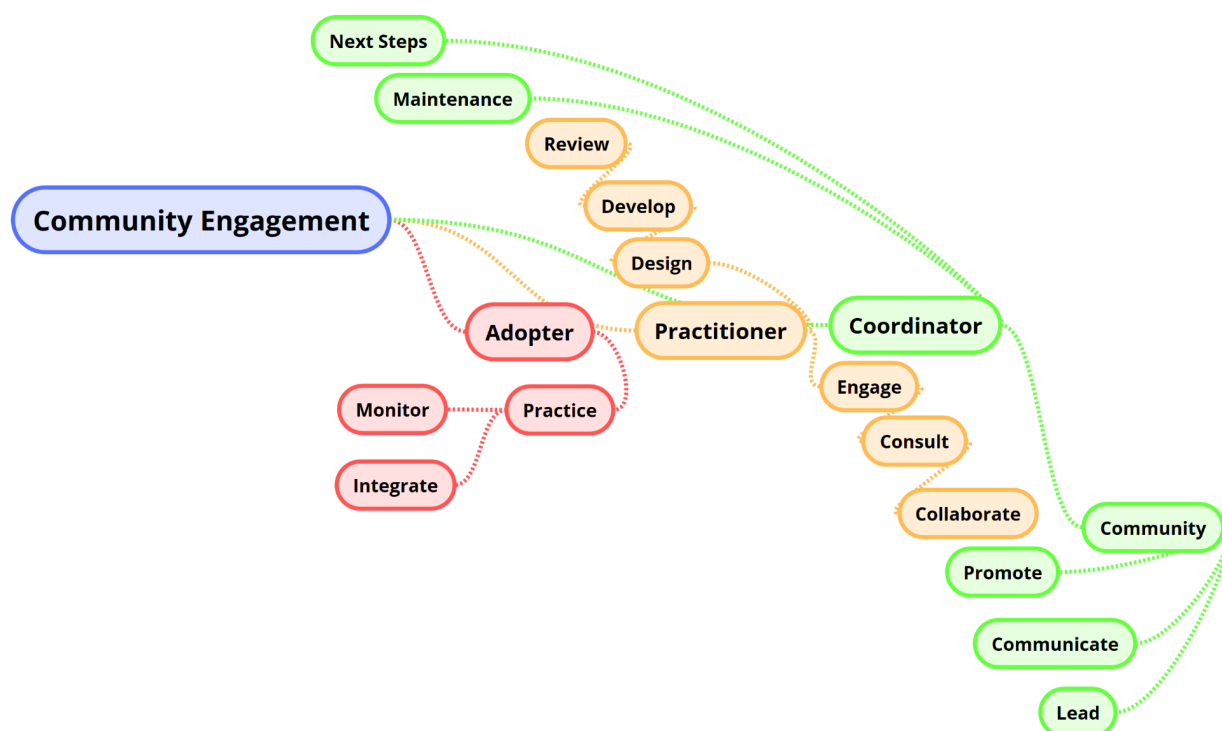 Next Steps
Maintenance
Review
Develop
Community Engagement
Design
Adopter
Practitioner
Coordinator
Engage
Monitor
Practice
Consult
Integrate
Collaborate
Community
Promote
Communicate
Lead